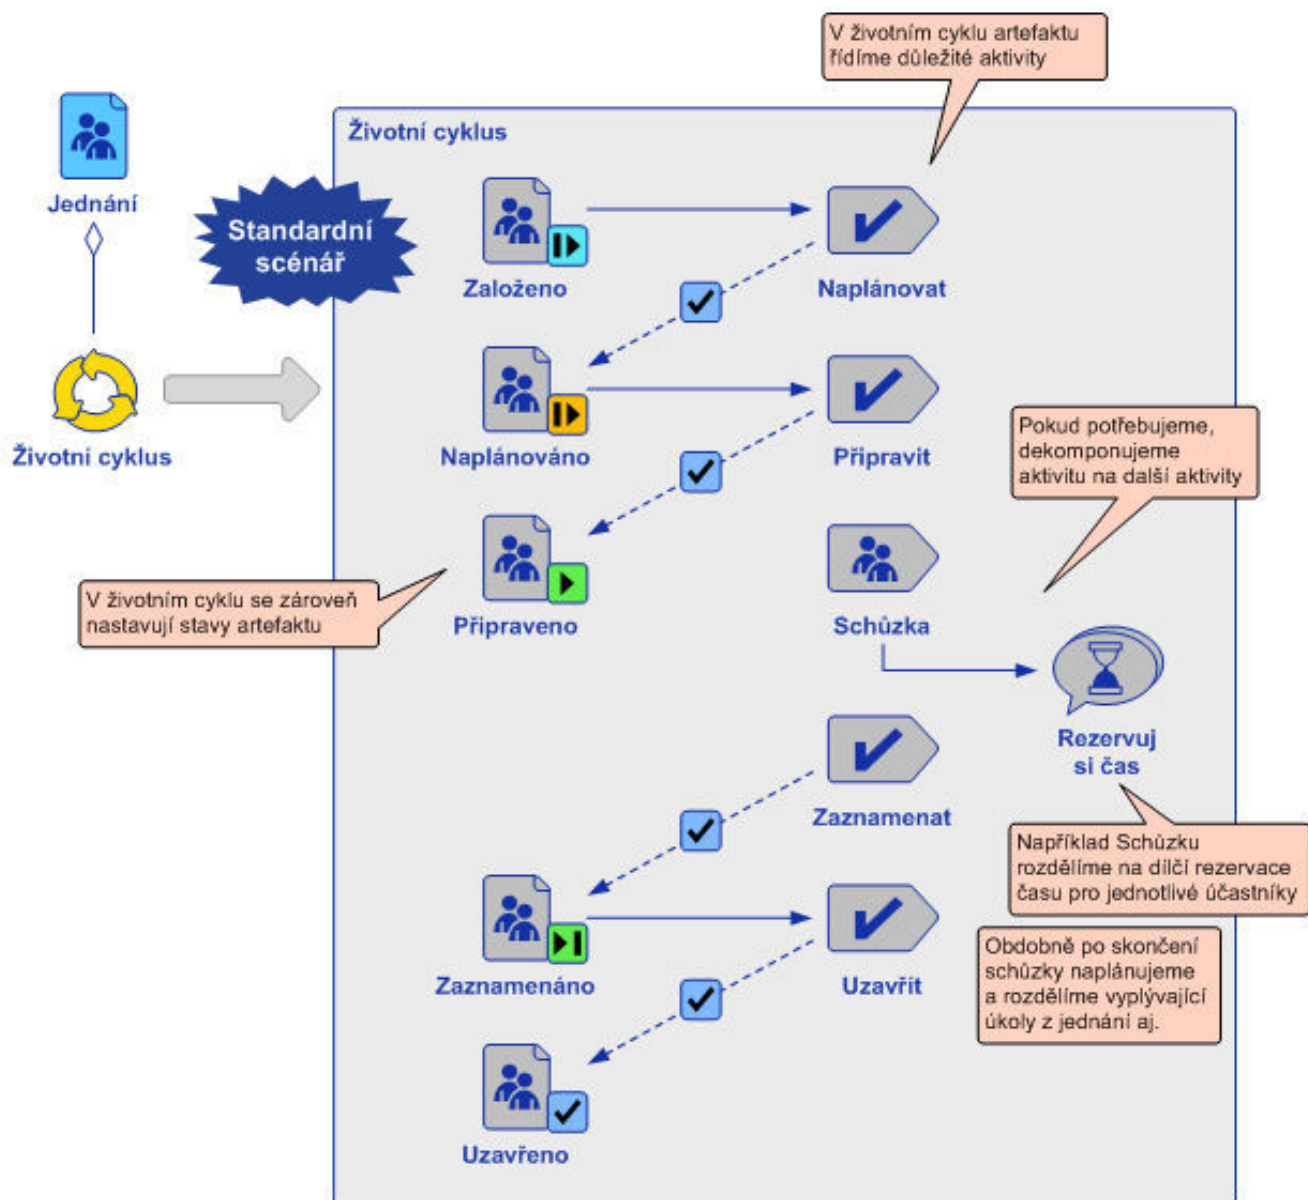 V životním cyklu artefaktu
řídíme důležité aktivity
Jednání
Životní cyklus
Standardní
scénář
Životní cyklus
Založeno
Naplánovat
Naplánováno
Připravit
Pokud potřebujeme,
dekomponujeme
aktivitu na další aktivity
V životním cyklu se zároveň
nastavují stavy artefaktu
Připraveno
Schůzka
Rezervuj
si čas
Zaznamenat
Například Schůzku
rozdělíme na dílčí rezervace
času pro jednotlivé účastníky
Zaznamenáno
Uzavřít
Obdobně po skončení
schůzky naplánujeme
a rozdělíme vyplývající
úkoly z jednání aj.
Uzavřeno